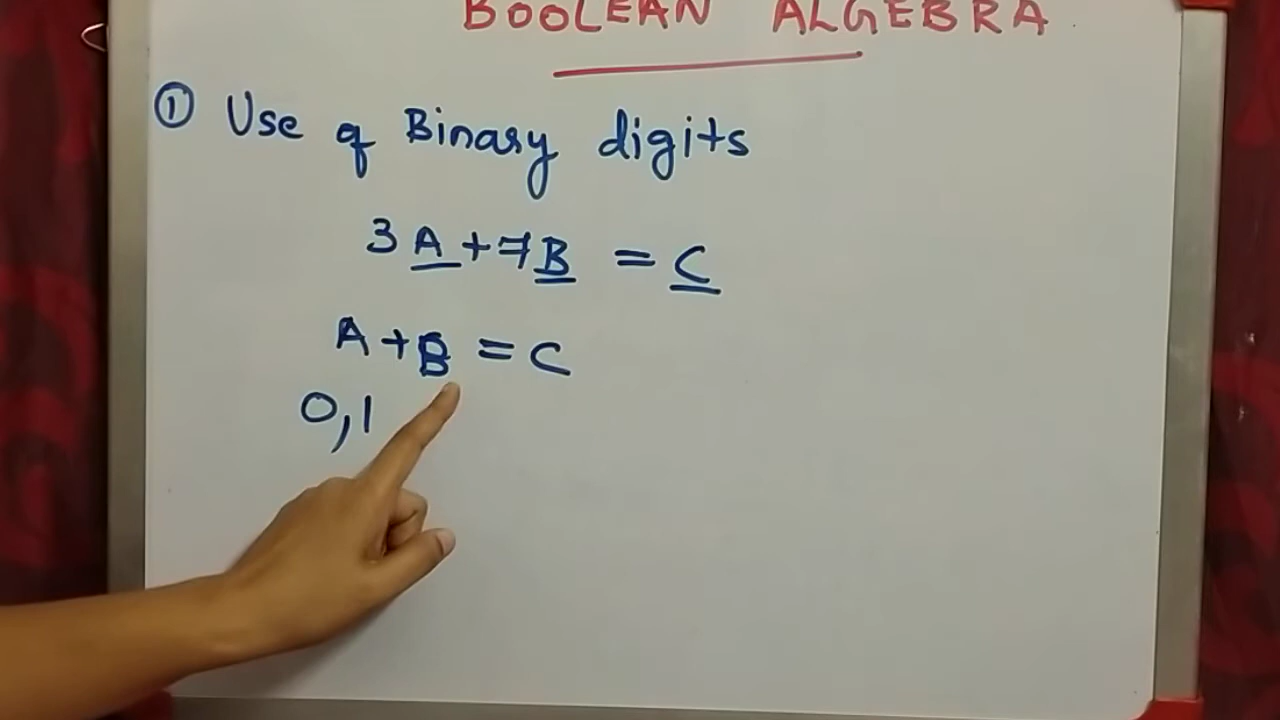 BOOLEAN ALGEBRA
① Use of Binary digits
3A+7B = C
A+B = C
0,1